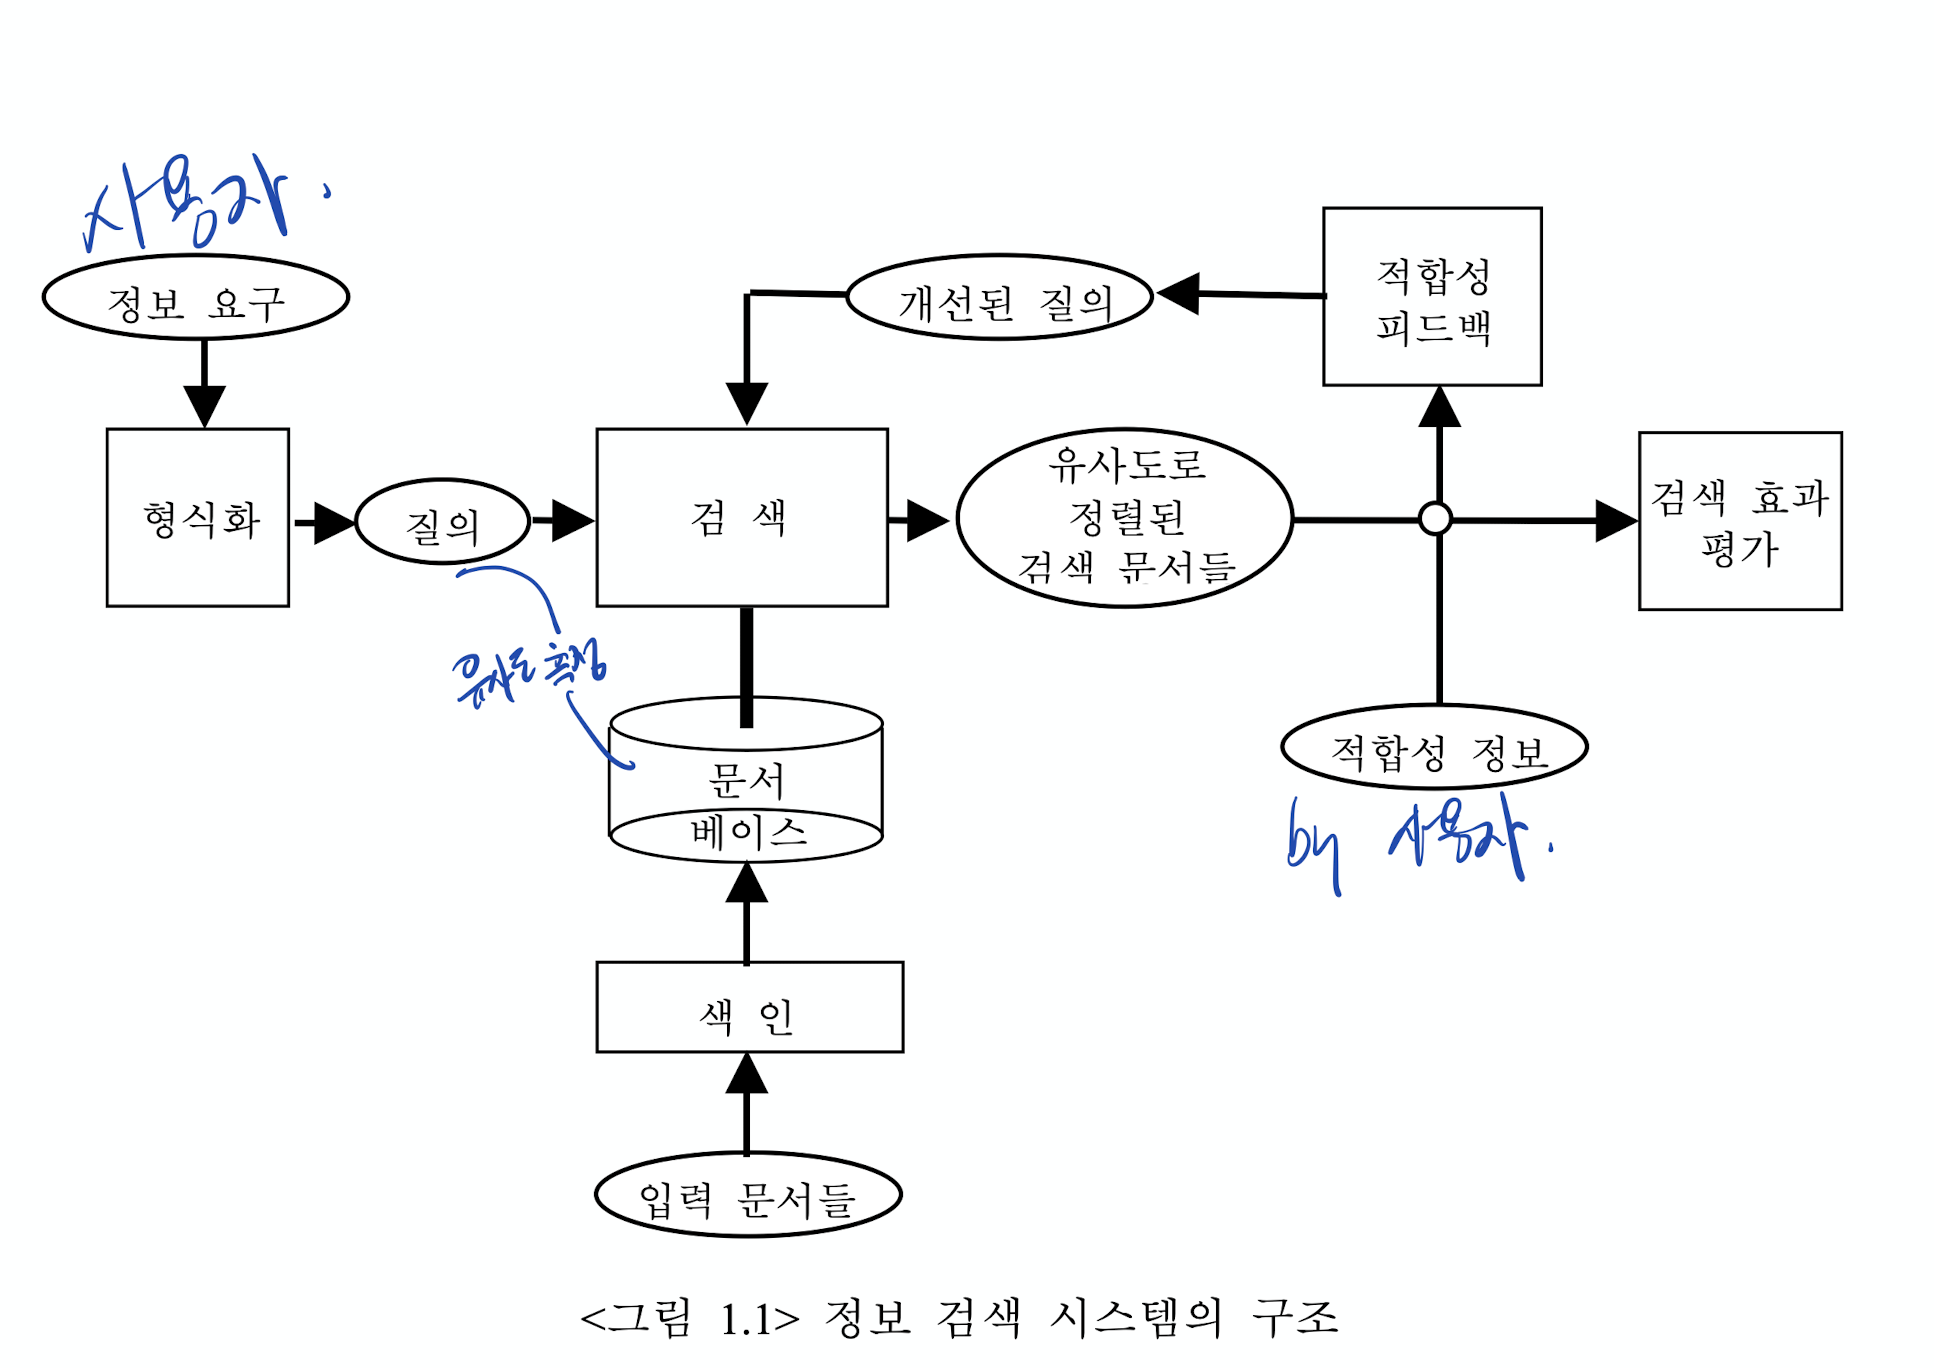 사용자.
정보 요구
개선된 질의
적합성
피드백
형식화
질의
검 색
유사도로
정렬된
검색 문서들
검색 효과
평가
유사도 측정
문서
베이스
적합성 정보
by 사용자.
색 인
입력 문서들
<그림 1.1> 정보 검색 시스템의 구조